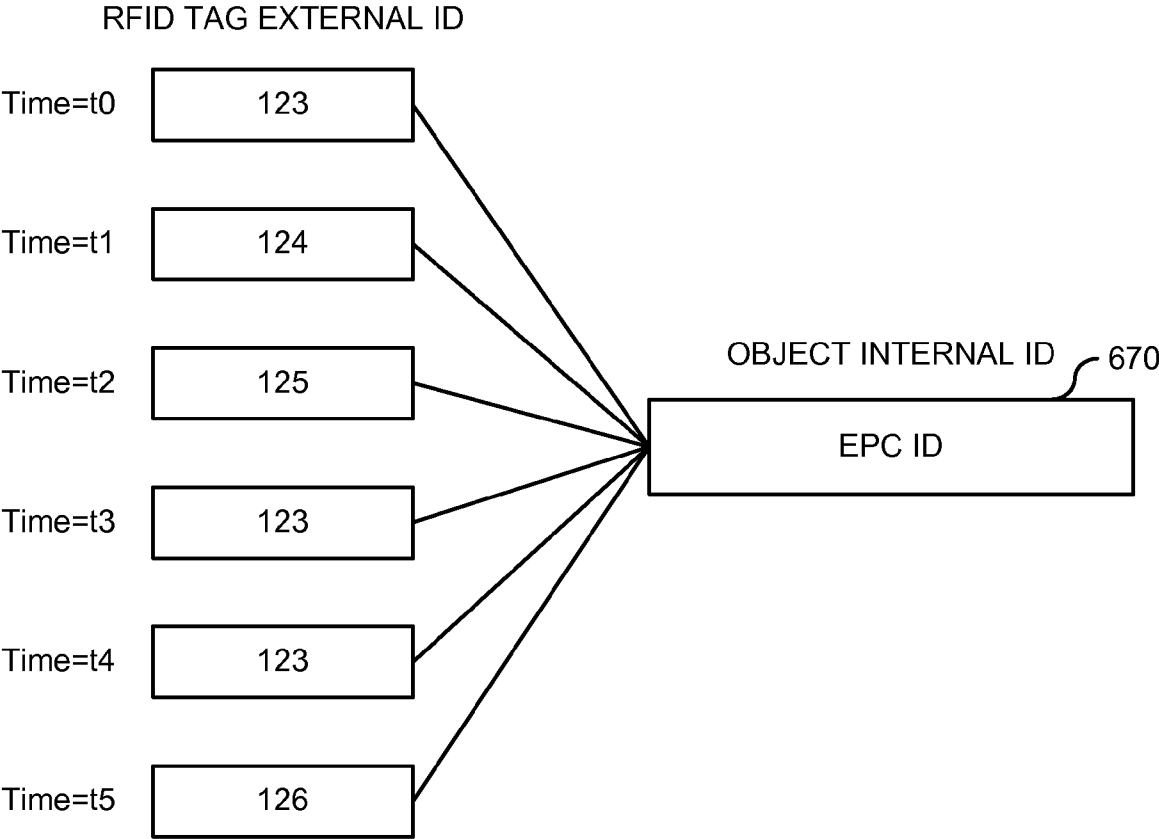 RFID TAG EXTERNAL ID
Time=t0 123
Time=t1 124
Time=t2 125
OBJECT INTERNAL ID 670
EPC ID
Time=t3 123
Time=t4 123
Time=t5 126